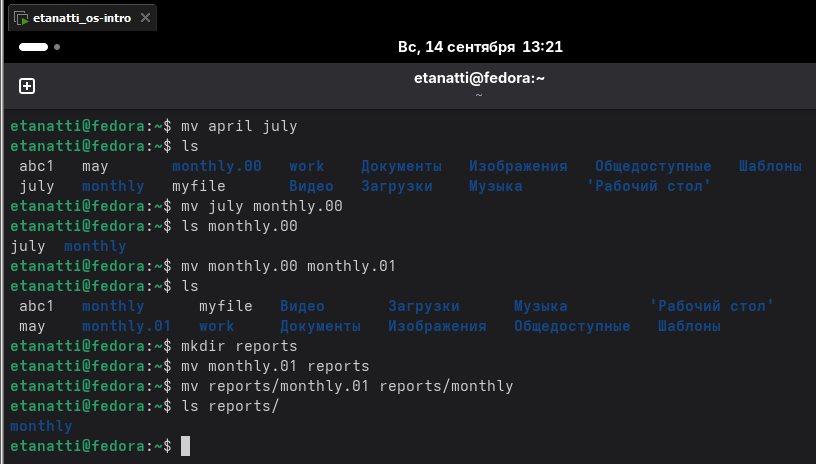 etanatti_os-intro
Вс, 14 сентября 13:21
etanatti@fedora:~
~
etanatti@fedora:~$ mv april july
etanatti@fedora:~$ ls
abc1 may monthly.00 work Документы Изображения Общедоступные Шаблоны
july monthly myfile Видео Загрузки Музыка 'Рабочий стол'
etanatti@fedora:~$ mv july monthly.00
etanatti@fedora:~$ ls monthly.00
july monthly
etanatti@fedora:~$ mv monthly.00 monthly.01
etanatti@fedora:~$ ls
abc1 monthly myfile Видео Загрузки Музыка 'Рабочий стол'
may monthly.01 work Документы Изображения Общедоступные Шаблоны
etanatti@fedora:~$ mkdir reports
etanatti@fedora:~$ mv monthly.01 reports
etanatti@fedora:~$ mv reports/monthly.01 reports/monthly
etanatti@fedora:~$ ls reports/
monthly
etanatti@fedora:~$